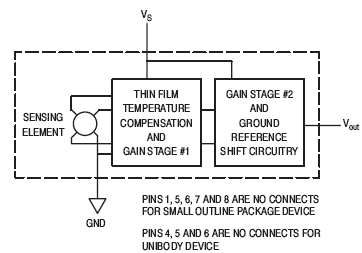 VS
SENSING
ELEMENT
THIN FILM
TEMPERATURE
COMPENSATION
AND
GAIN STAGE #1
GAIN STAGE #2
AND
GROUND
REFERENCE
SHIFT CIRCUITRY
Vout
GND
PINS 1, 5, 6, 7 AND 8 ARE NO CONNECTS
FOR SMALL OUTLINE PACKAGE DEVICE
PINS 4, 5 AND 6 ARE NO CONNECTS FOR
UNIBODY DEVICE